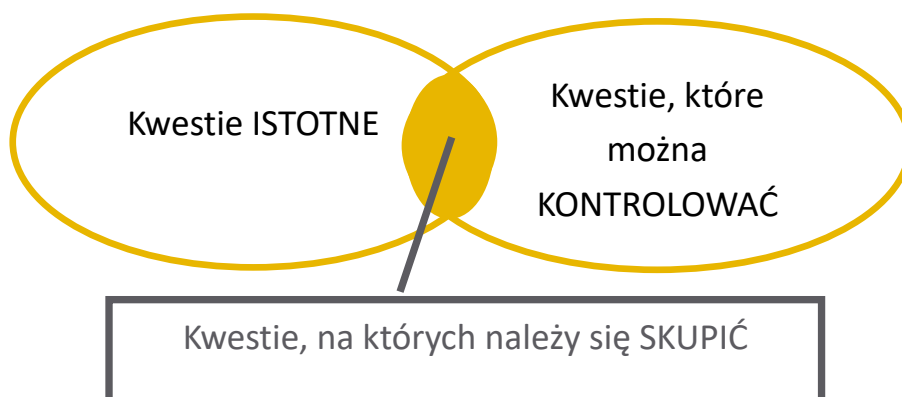 Kwestie ISTOTNE
Kwestie, które
można
KONTROLOWAĆ
Kwestie, na których należy się SKUPIĆ